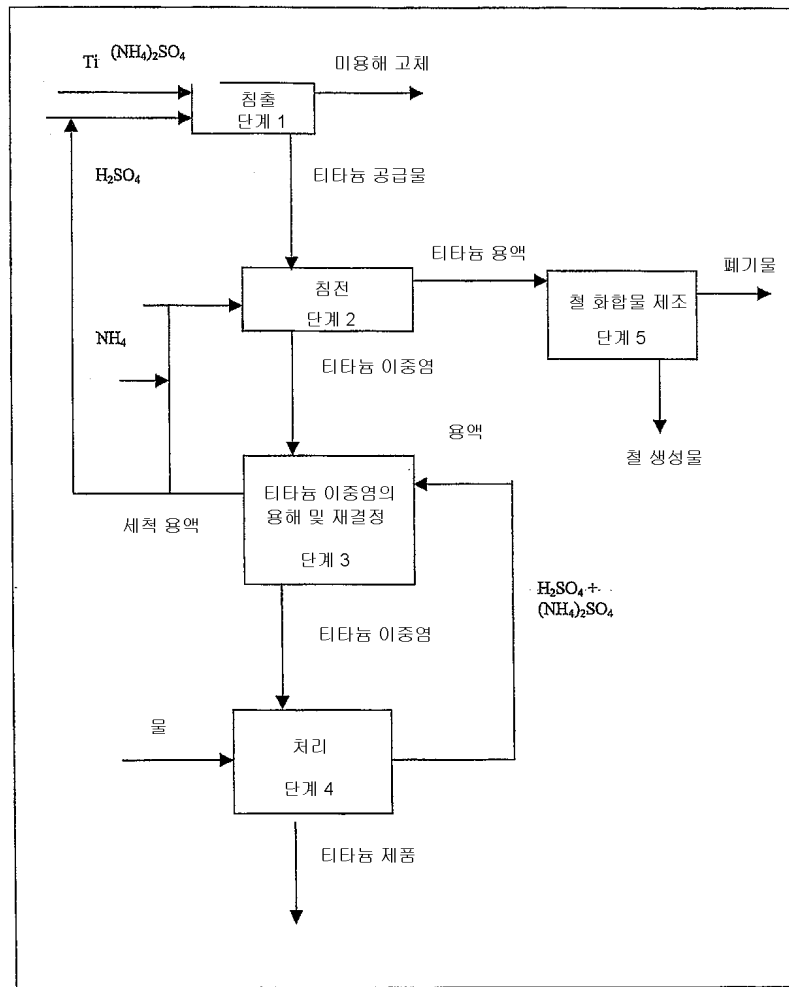 Ti (NH₄)₂SO₄
미용해 고체
침출
단계 1
H₂SO₄
티타늄 공급물
티타늄 용액
폐기물
침전
단계 2
철 화합물 제조
단계 5
NH₄
티타늄 이중염
용액
철 생성물
티타늄 이중염의
용해 및 재결정
단계 3
세척 용액
H₂SO₄ +
(NH₄)₂SO₄
티타늄 이중염
물
처리
단계 4
티타늄 제품